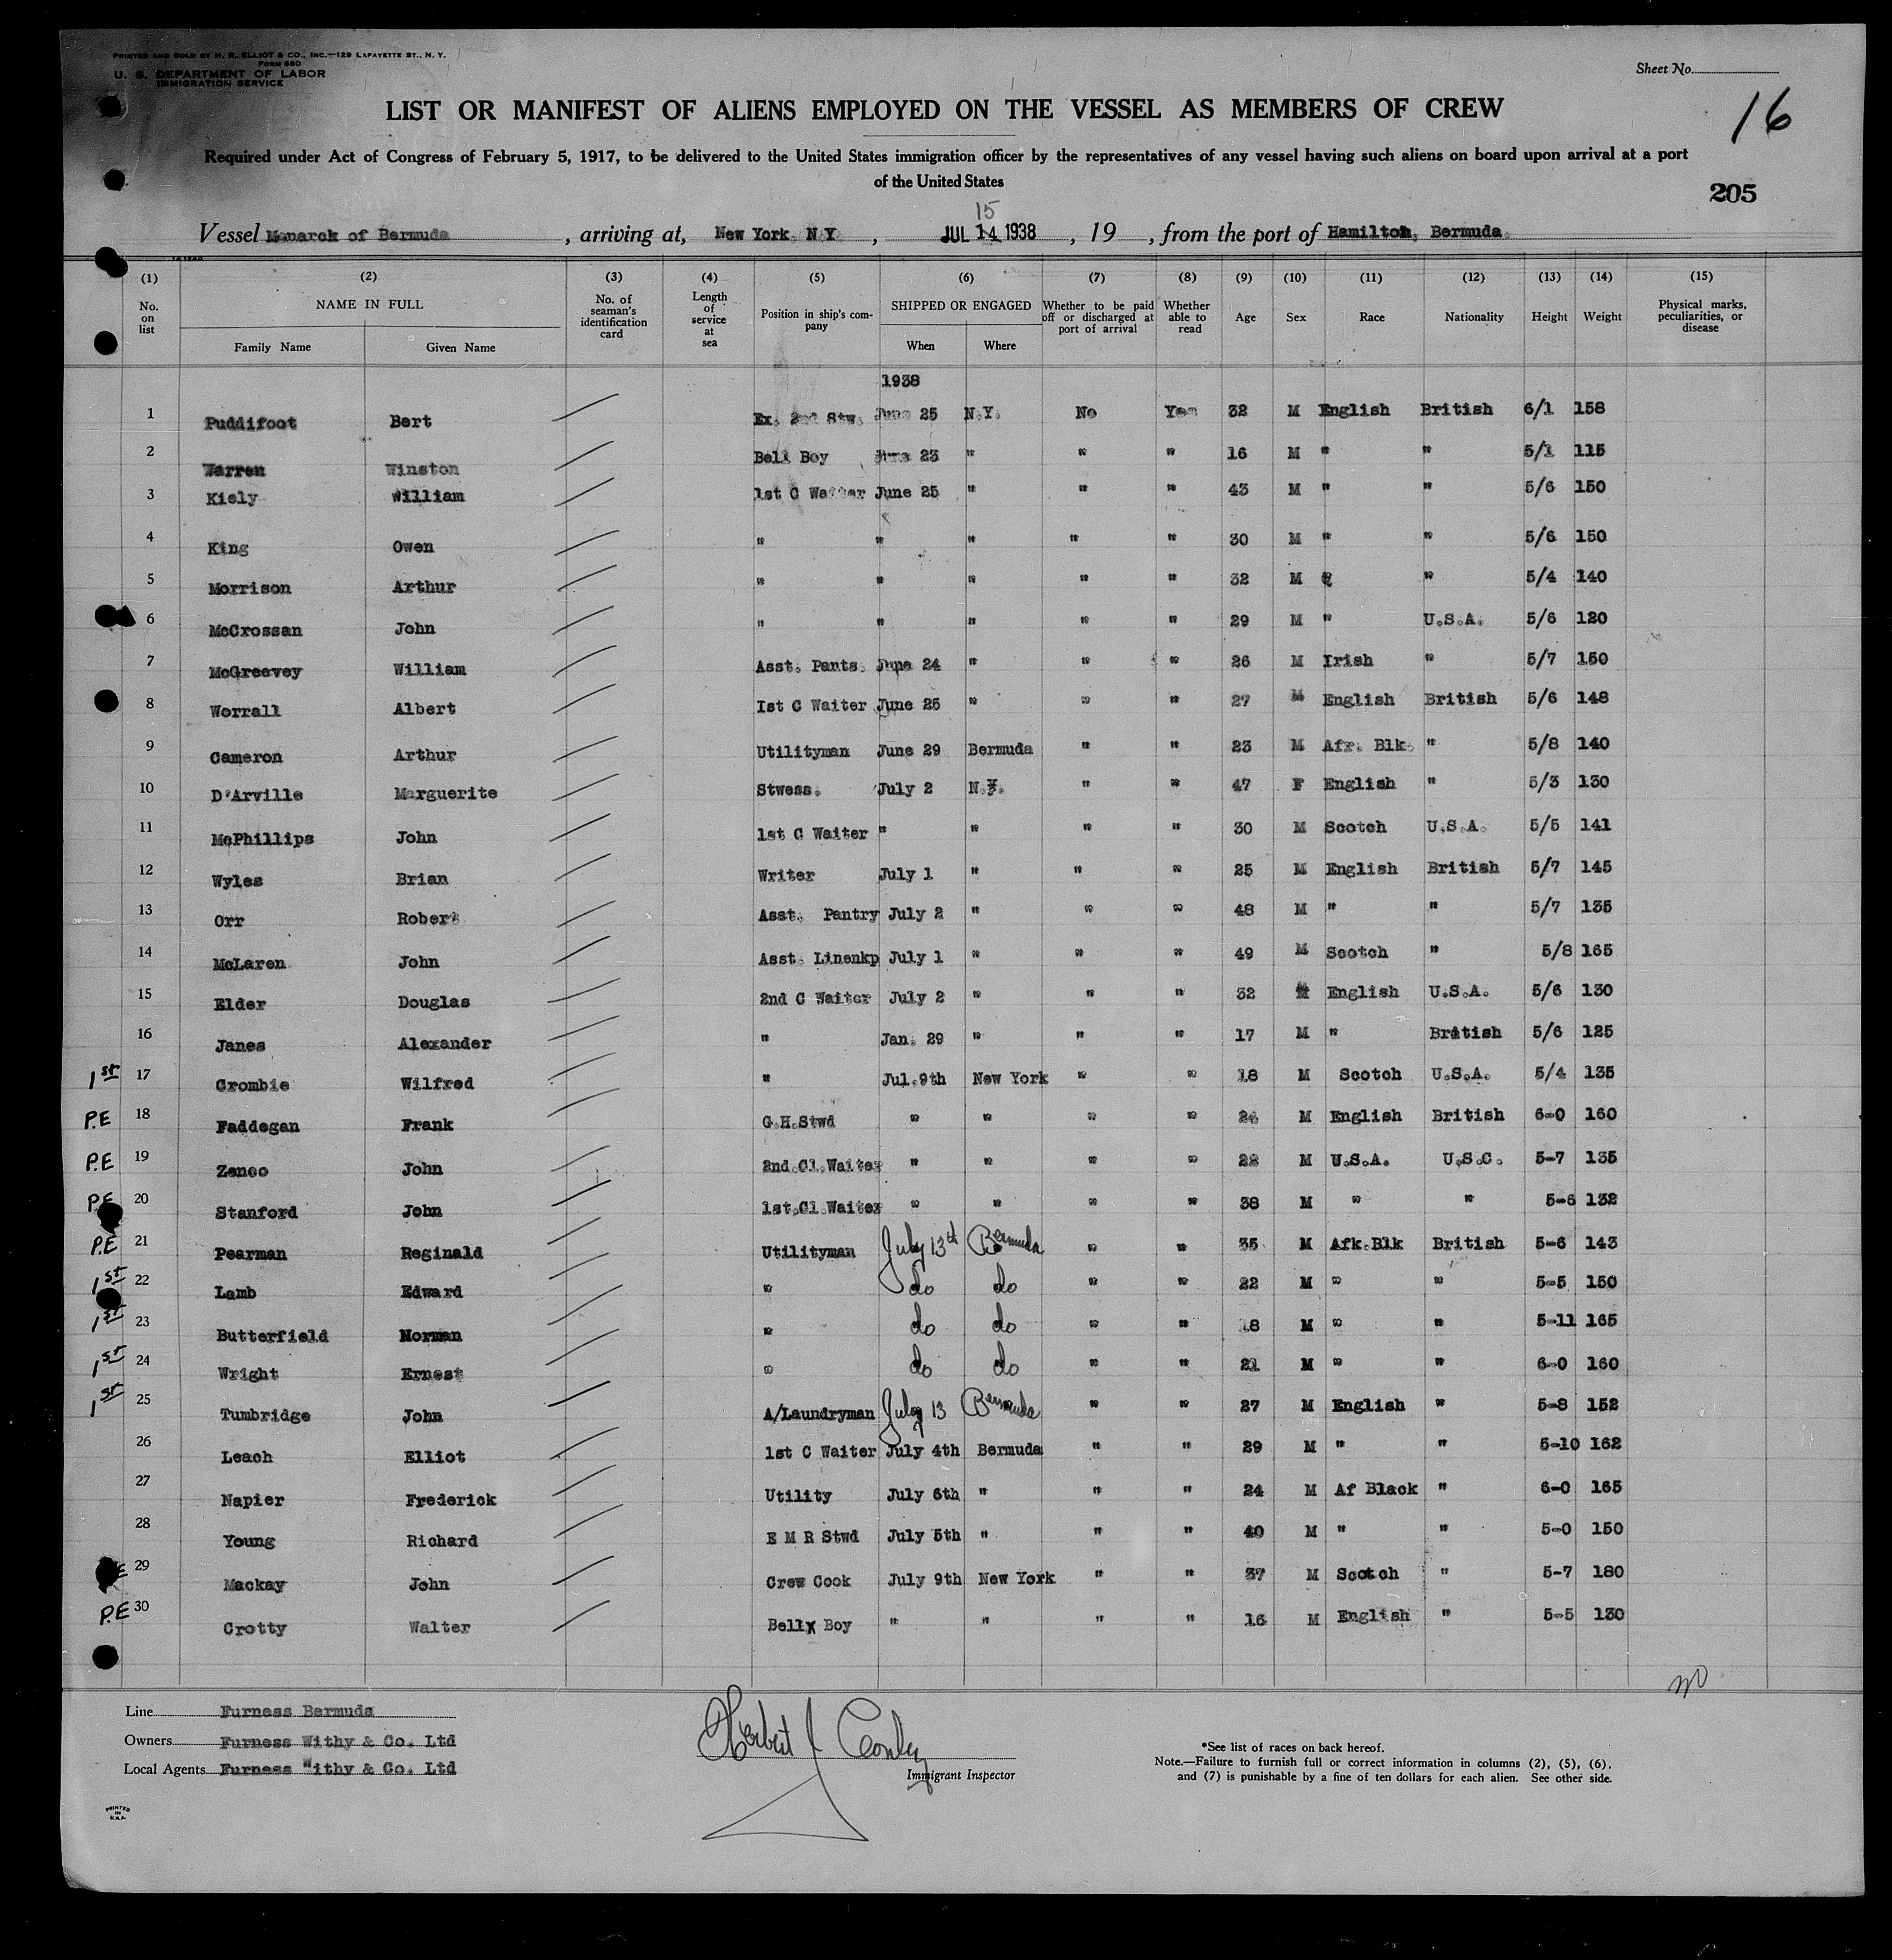 PRINTED AND SOLD BY H. R. ELLIOT & CO., INC.—129 LAFAYETTE ST., N. Y.
FORM 680
U. S. DEPARTMENT OF LABOR
IMMIGRATION SERVICE
Sheet No.
LIST OR MANIFEST OF ALIENS EMPLOYED ON THE VESSEL AS MEMBERS OF CREW
16
Required under Act of Congress of February 5, 1917, to be delivered to the United States immigration officer by the representatives of any vessel having such aliens on board upon arrival at a port
of the United States
205
15
Vessel Monarck of Bermuda, arriving at, New York N Y, JUL 14 1938, 19, from the port of Hamilton, Bermuda.
(1) (2) (3) (4) (5) (6) (7) (8) (9) (10) (11) (12) (13) (14) (15)
No. on list NAME IN FULL Family Name Given Name No. of seaman's identification card Length of service at sea Position in ship's company SHIPPED OR ENGAGED When Where Whether to be paid off or discharged at port of arrival Whether able to read Age Sex Race Nationality Height Weight Physical marks, peculiarities, or disease
1938
1 Puddifoot Bert Ex. 2nd Stw. June 25 N.Y. No Yes 32 M English British 6/1 158
2 Warren Winston Bell Boy June 23 " " " 16 M " " 5/1 115
3 Kiely William 1st C Waiter June 25 " " " 43 M " " 5/6 150
4 King Owen " " " " " 30 M " " 5/6 150
5 Morrison Arthur " " " " " 32 M " 5/4 140
6 McCrossan John " " " " " 29 M " U.S.A. 5/6 120
7 McGreevey William Asst. Pants. June 24 " " " 26 M Irish " 5/7 150
8 Worrall Albert Ist C Waiter June 25 " " " 27 M English British 5/6 148
9 Cameron Arthur Utilityman June 29 Bermuda " " 23 M Afr. Blk. " 5/8 140
10 D'Arville Marguerite Stwess. July 2 N.Y. " " 47 F English " 5/3 130
11 McPhillips John 1st C Waiter " " " " 30 M Scotch U.S.A. 5/5 141
12 Wyles Brian Writer July 1 " " " 25 M English British 5/7 145
13 Orr Robert Asst. Pantry July 2 " " " 48 M " " 5/7 135
14 McLaren John Asst. Linenkp July 1 " " " 49 M Scotch " 5/8 165
15 Elder Douglas 2nd C Waiter July 2 " " " 32 M English U.S.A. 5/6 130
16 Janes Alexander " Jan. 29 " " " 17 M " British 5/6 125
1st 17 Crombie Wilfred " Jul.9th New York " " 18 M Scotch U.S.A. 5/4 135
P.E 18 Faddegan Frank G.H.Stwd " " " " 24 M English British 6-0 160
P.E 19 Zenco John 2nd.Cl.Waiter " " " " 22 M U.S.A. U.S.C. 5-7 135
P.E 20 Stanford John 1st.Cl.Waiter " " " " 38 M " " 5-6 132
P.E 21 Pearman Reginald Utilityman July 13th Bermuda " " 35 M Afk.Blk British 5-6 143
1st 22 Lamb Edward " do do " " 22 M " " 5-5 150
1st 23 Butterfield Norman " do do " " 18 M " " 5-11 165
1st 24 Wright Ernest " do do " " 21 M " " 6-0 160
1st 25 Tumbridge John A/Laundryman July 13 Bermuda " " 27 M English " 5-8 152
26 Leach Elliot 1st C Waiter July 4th Bermuda " " 29 M " " 5-10 162
27 Napier Frederick Utility July 6th " " " 24 M Af Black " 6-0 165
28 Young Richard E M R Stwd July 5th " " " 40 M " " 5-0 150
29 Mackay John Crew Cook July 9th New York " " 37 M Scotch " 5-7 180
P.E 30 Crotty Walter Bellx Boy " " " " 16 M English " 5-5 130
Line Furness Bermuda
Owners Furness Withy & Co. Ltd
Local Agents Furness Withy & Co. Ltd
Herbert J Conley
Immigrant Inspector
*See list of races on back hereof.
Note.—Failure to furnish full or correct information in columns (2), (5), (6),
and (7) is punishable by a fine of ten dollars for each alien. See other side.
PRINTED
IN
U.S.A.